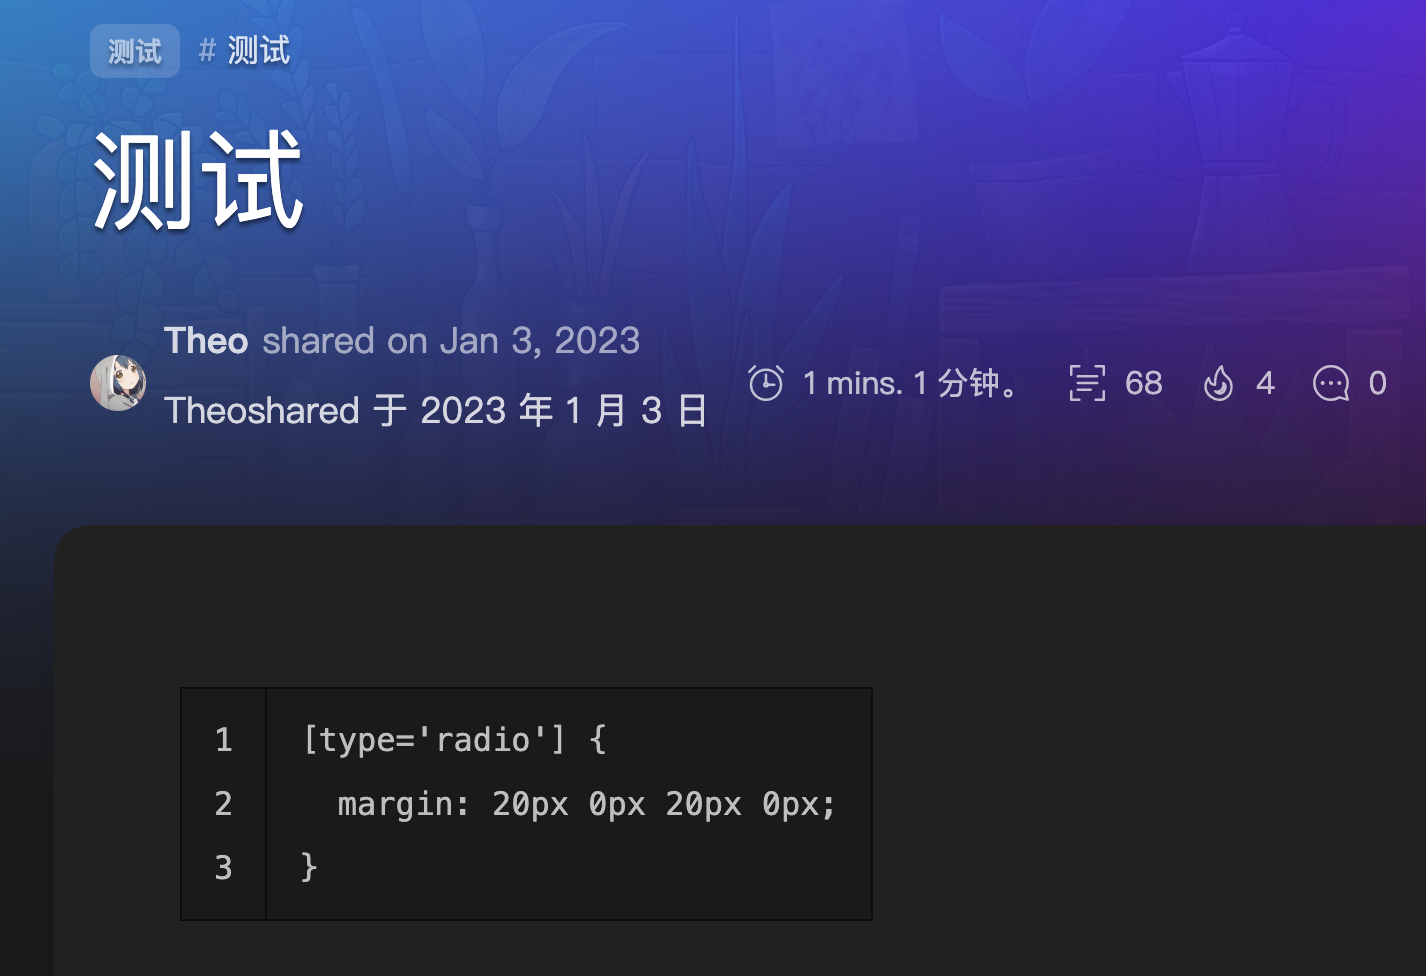 测试 # 测试
测试
Theo shared on Jan 3, 2023
Theoshared 于 2023 年 1 月 3 日
1 mins. 1 分钟。 68 4 0
1 [type='radio'] {
2   margin: 20px 0px 20px 0px;
3 }